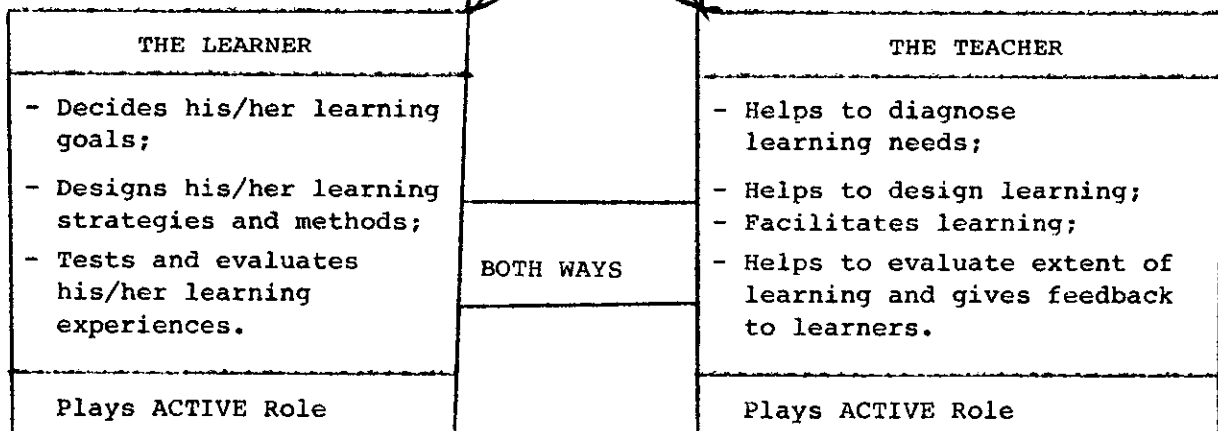 THE LEARNER
- Decides his/her learning
goals;
- Designs his/her learning
strategies and methods;
- Tests and evaluates
his/her learning
experiences.
Plays ACTIVE Role
BOTH WAYS
THE TEACHER
- Helps to diagnose
learning needs;
- Helps to design learning;
- Facilitates learning;
- Helps to evaluate extent of
learning and gives feedback
to learners.
Plays ACTIVE Role